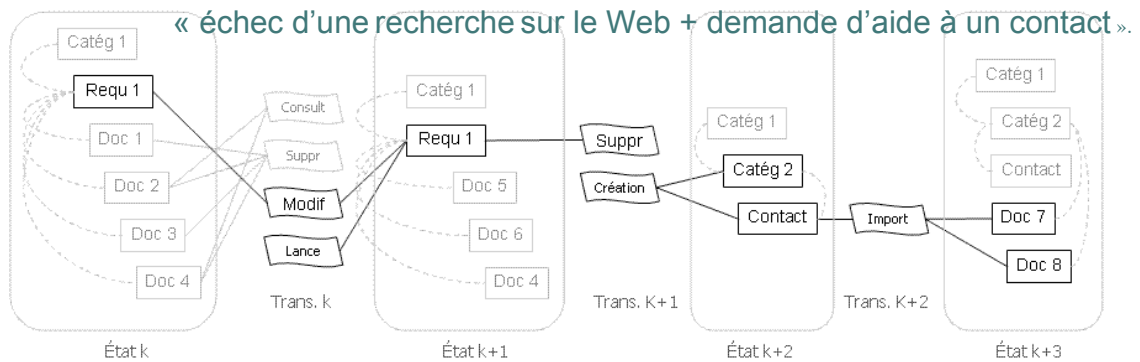 « échec d’une recherche sur le Web + demande d’aide à un contact ».
Catég 1
Requ 1
Doc 1
Doc 2
Doc 3
Doc 4
État k
Consult
Suppr
Modif
Lance
Trans. k
Catég 1
Requ 1
Doc 5
Doc 6
Doc 4
État k+1
Suppr
Création
Trans. K+1
Catég 1
Catég 2
Contact
État k+2
Import
Trans. K+2
Catég 1
Catég 2
Contact
Doc 7
Doc 8
État k+3